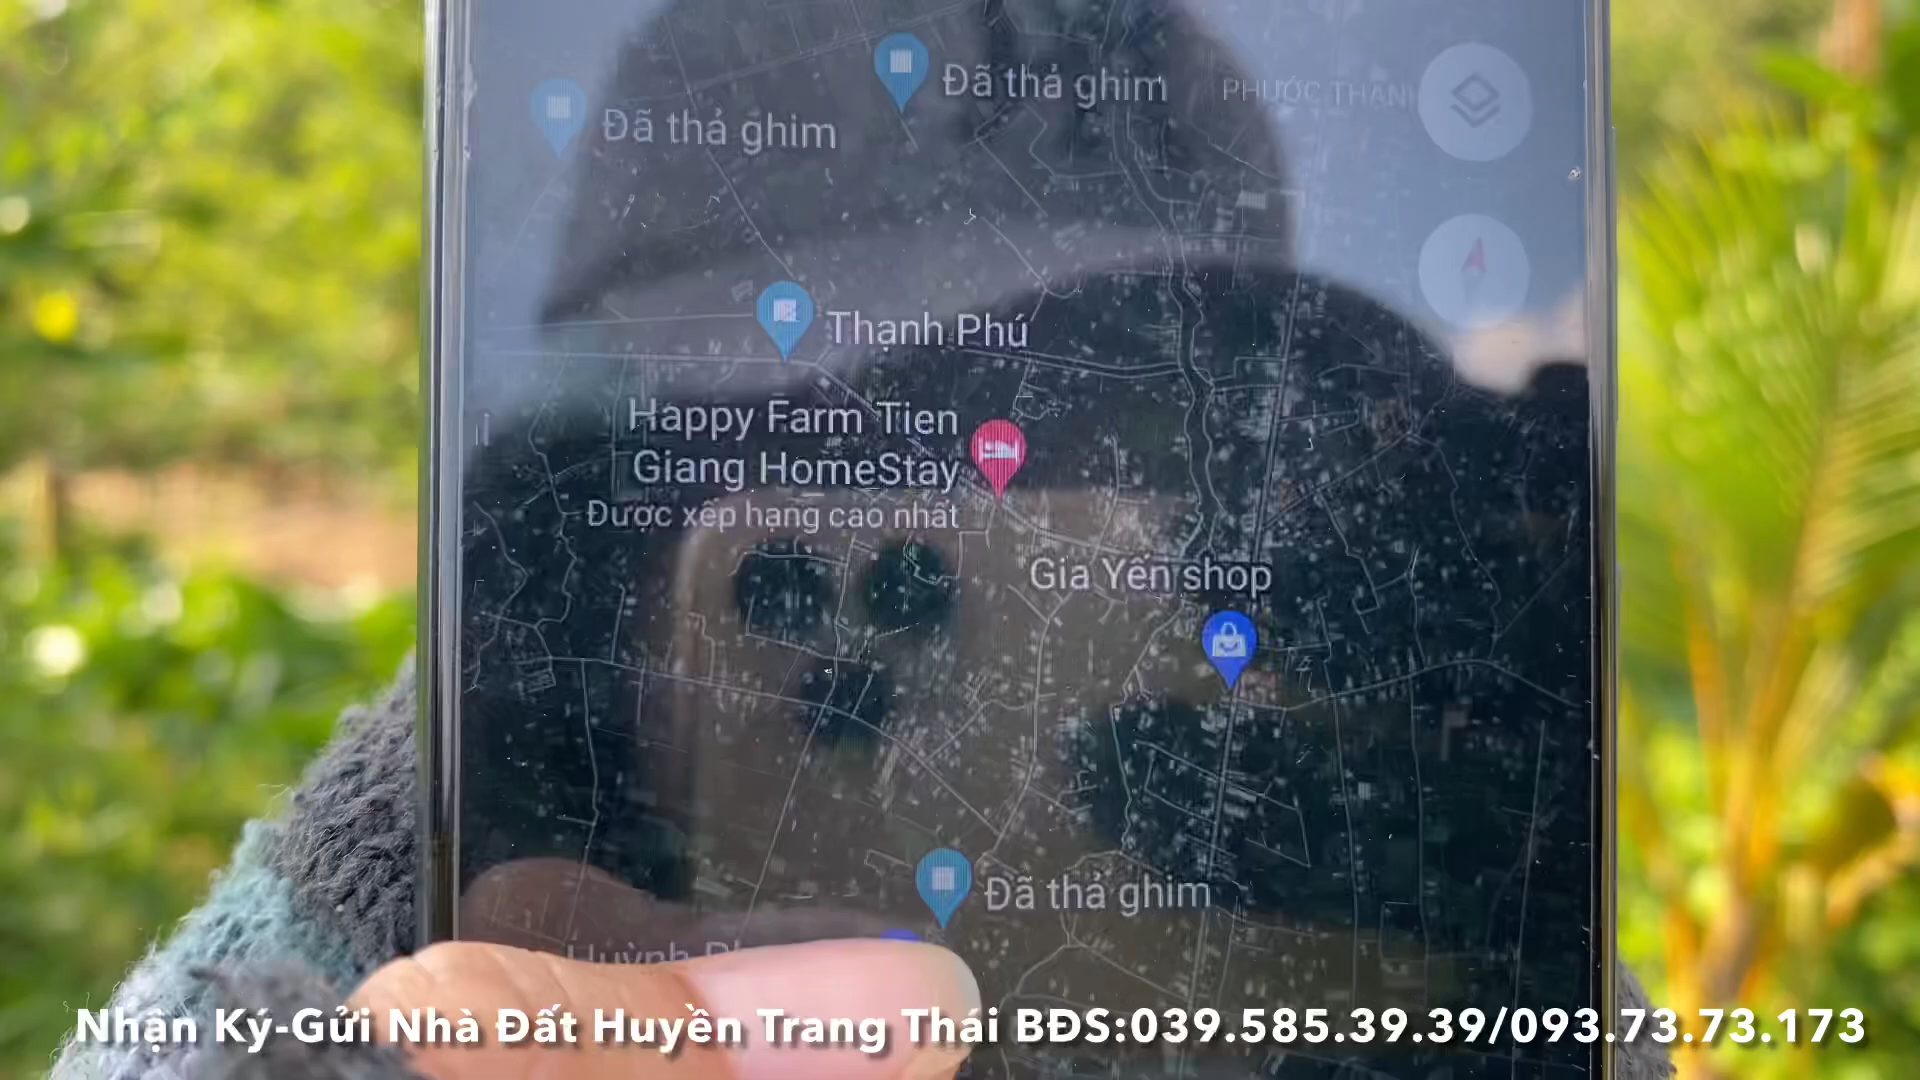 Đã thả ghim
PHƯỚC THẠNH
Đã thả ghim
Thạnh Phú
Happy Farm Tien
Giang HomeStay
Được xếp hạng cao nhất
Gia Yến shop
Đã thả ghim
Huỳnh
Nhận Ký-Gửi Nhà Đất Huyền Trang Thái BĐS:039.585.39.39/093.73.73.173